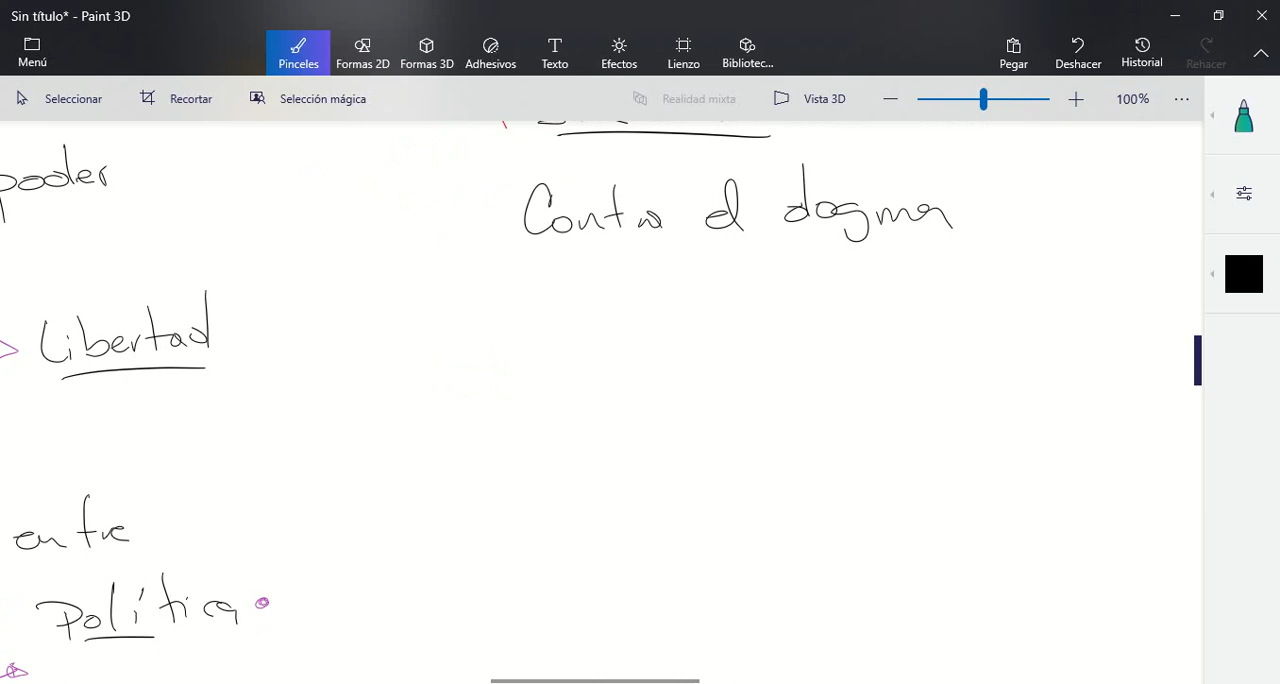 Sin título* - Paint 3D
Menú
Pinceles
Formas 2D
Formas 3D
Adhesivos
Texto
Efectos
Lienzo
Bibliotec...
Pegar
Deshacer
Historial
Rehacer
Seleccionar
Recortar
Selección mágica
Realidad mixta
Vista 3D
100%
poder
Contra el dogma
Libertad
entre
Política